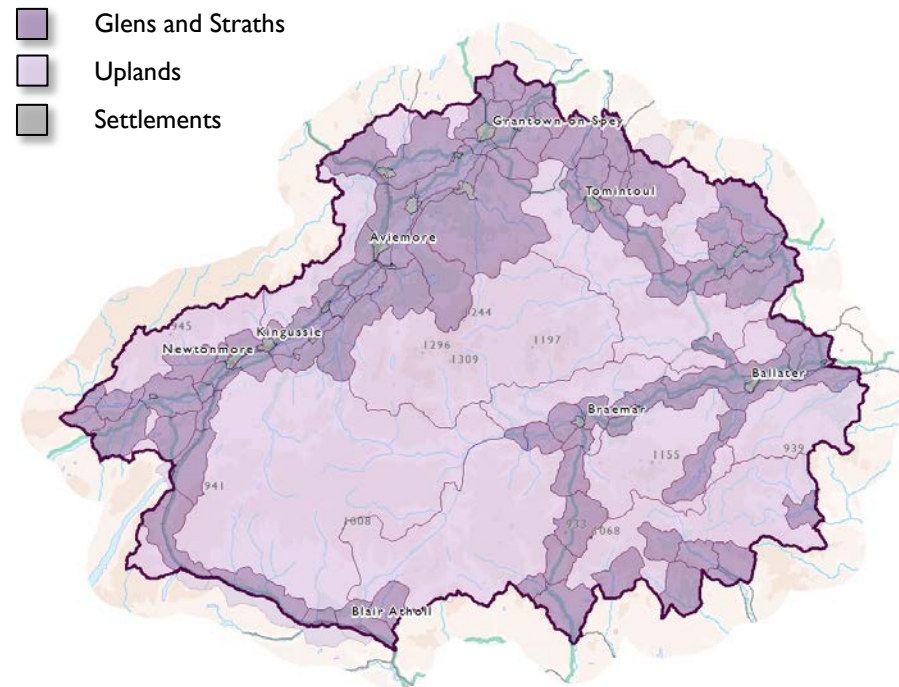 Glens and Straths
Uplands
Settlements
Grantown-on-Spey
Tomintoul
Aviemore
244
945
Kingussie
1296
1197
Newtonmore
1309
Ballater
Braemar
1155
939
941
1008
933
1068
Blair Atholl